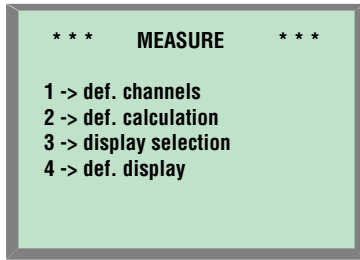 * * * MEASURE * * *
1 -> def. channels
2 -> def. calculation
3 -> display selection
4 -> def. display